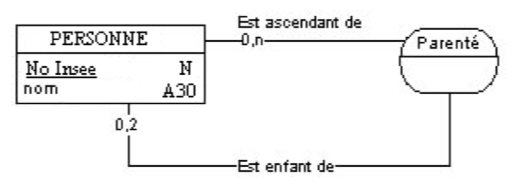 Est ascendant de
PERSONNE
0,n
Parenté
No Insee N
nom A30
0,2
Est enfant de